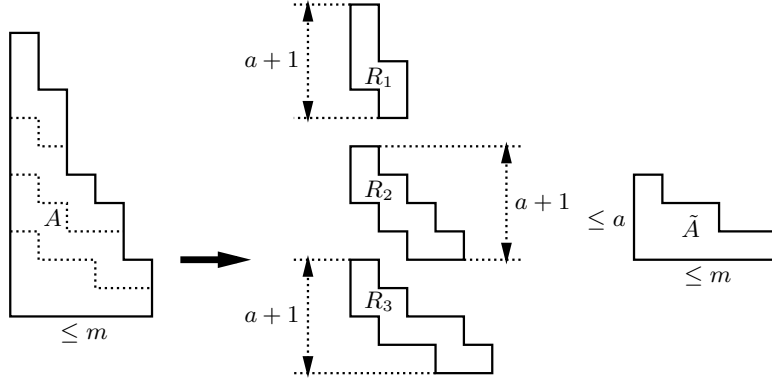 A
≤ m
a + 1
R₁
R₂
a + 1
a + 1
R₃
≤ a
Ã
≤ m